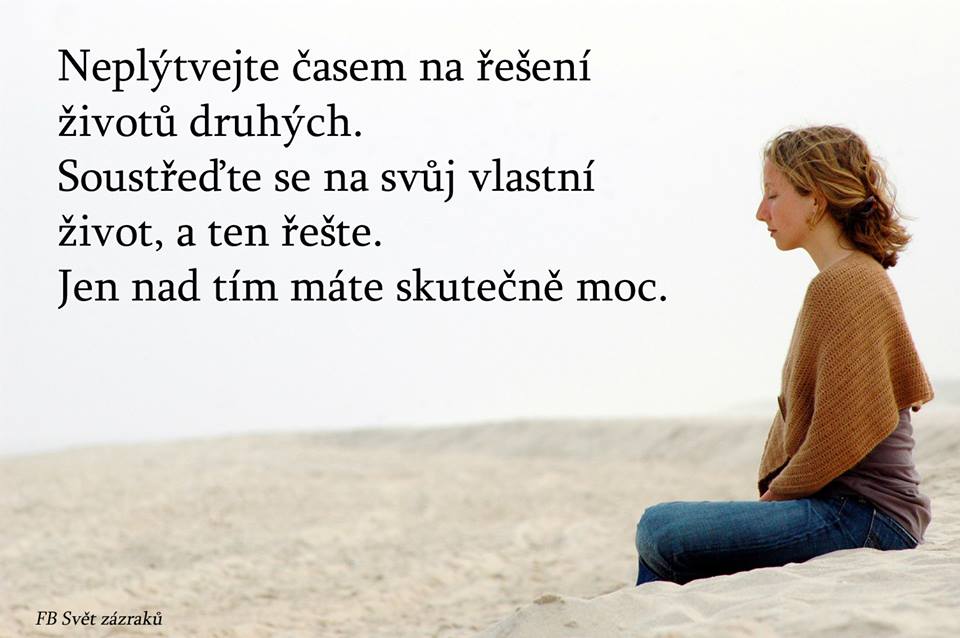 Neplýtvejte časem na řešení
životů druhých.
Soustřeďte se na svůj vlastní
život, a ten řešte.
Jen nad tím máte skutečně moc.
FB Svět zázraků